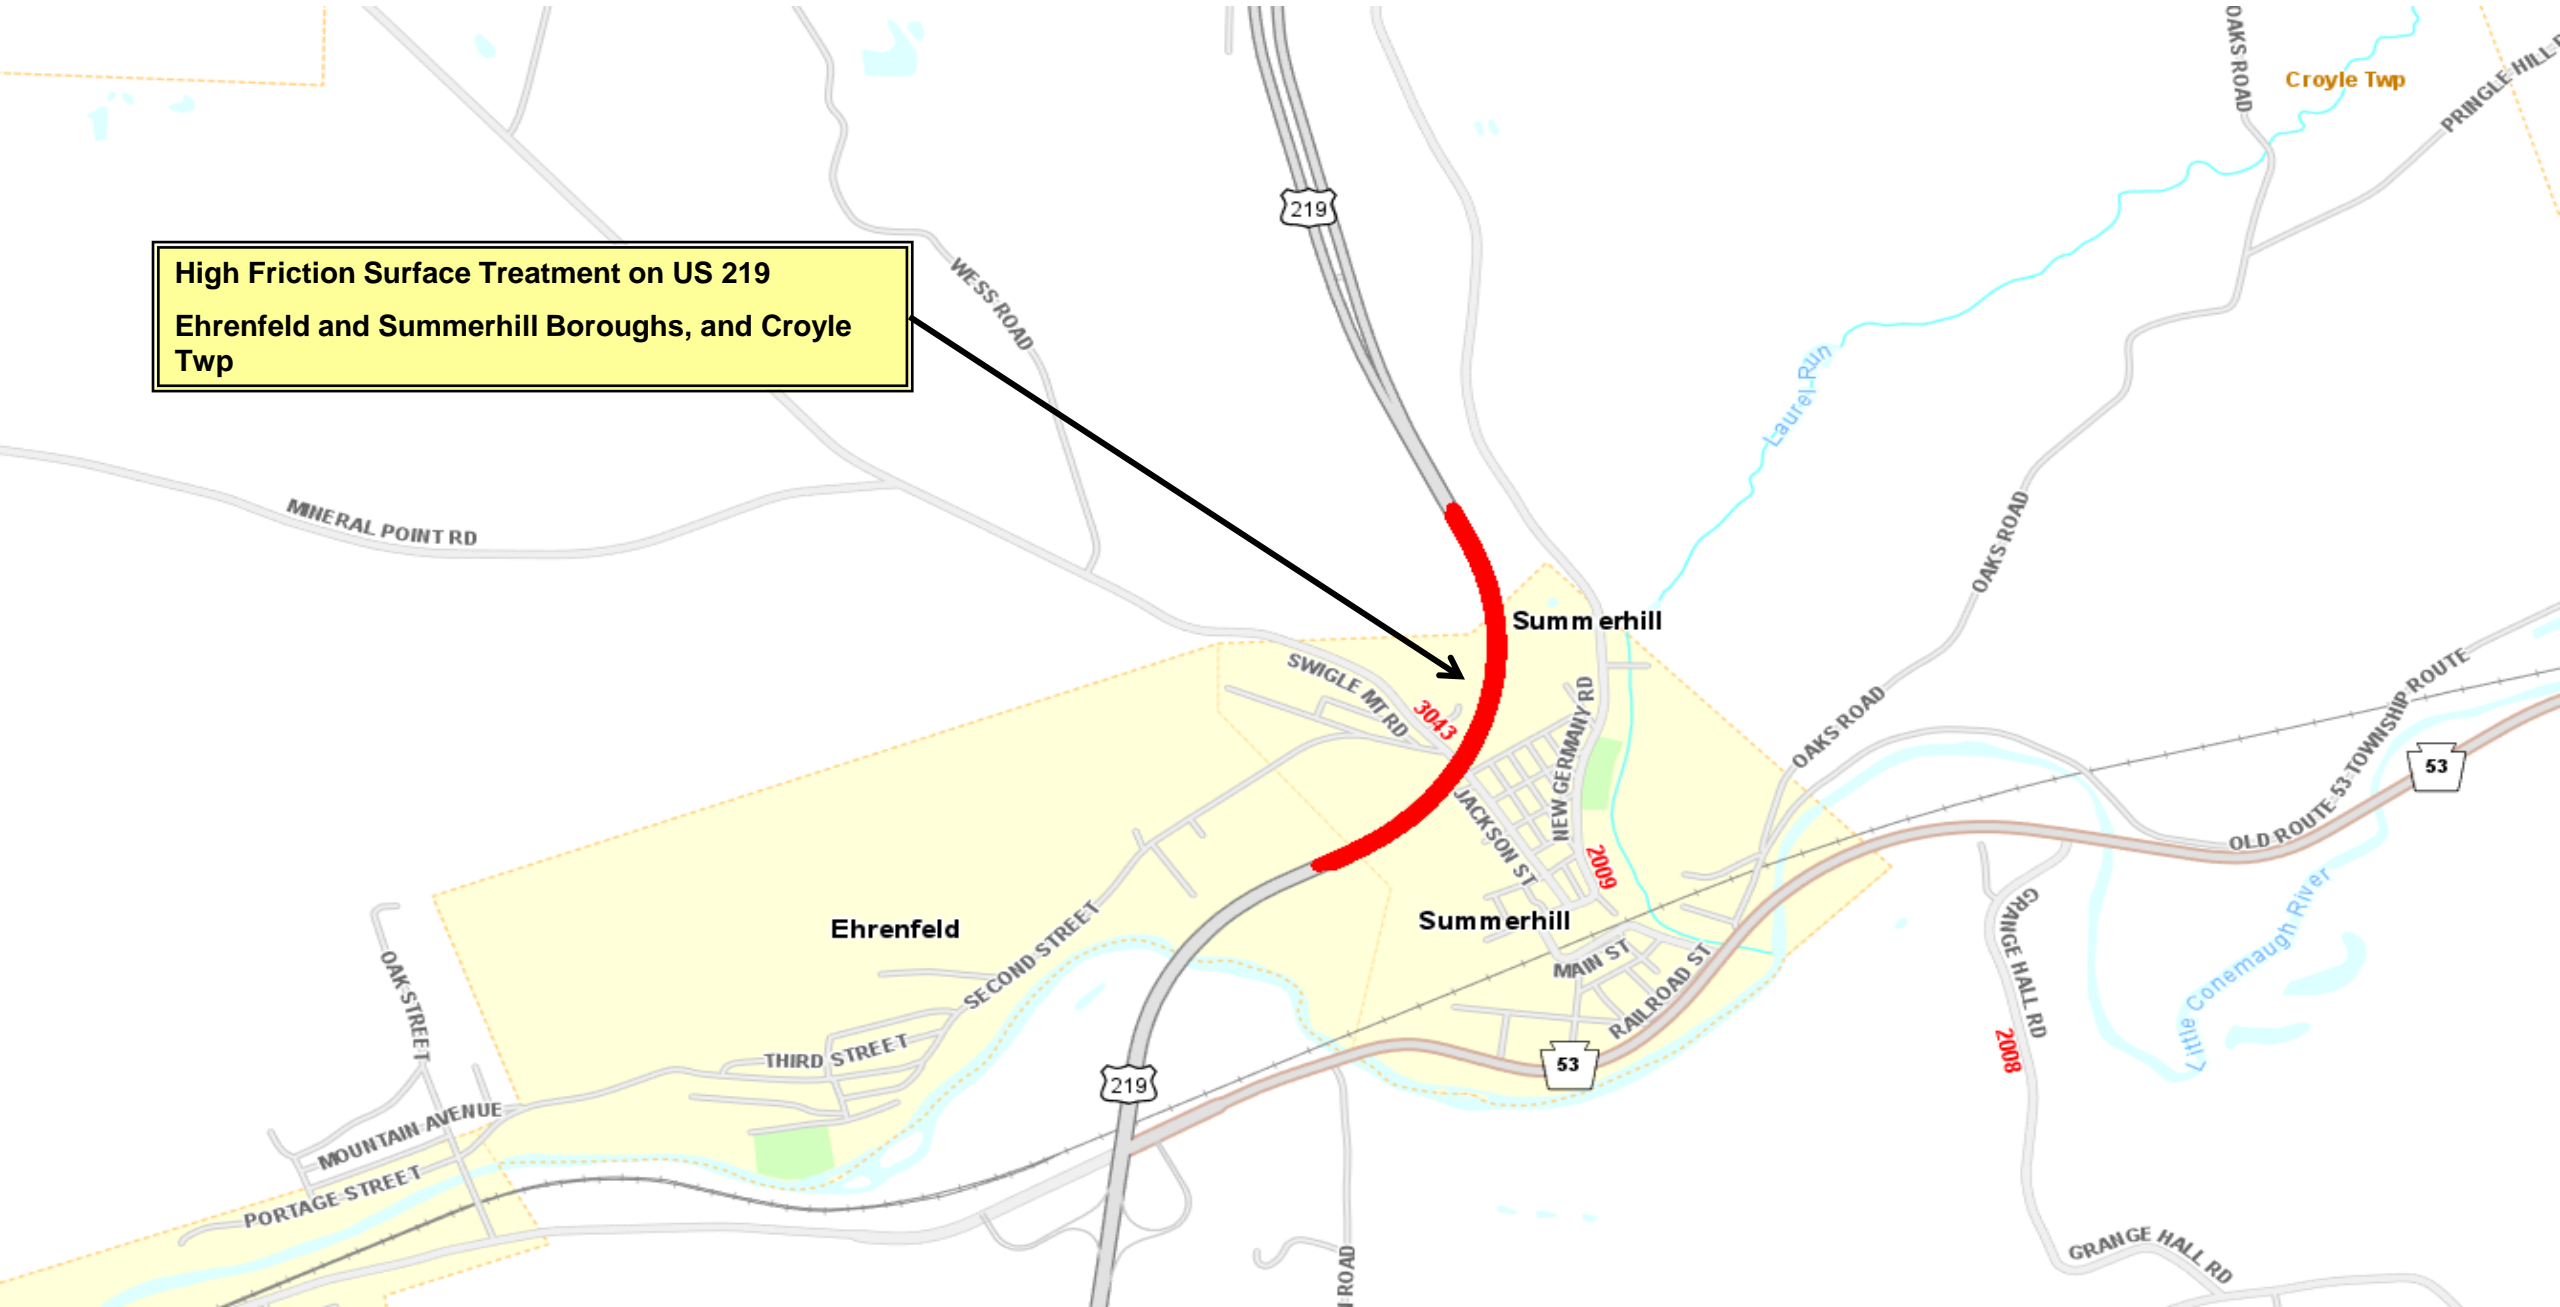 OAKS ROAD
Croyle Twp
PRINGLE HILL
219
High Friction Surface Treatment on US 219
Ehrenfeld and Summerhill Boroughs, and Croyle
Twp
WESS ROAD
Laurel Run
MINERAL POINT RD
OAKS ROAD
Summerhill
SWIGLE MT RD
3043
NEW GERMANY RD
OAKS ROAD
OLD ROUTE 53 TOWNSHIP ROUTE
53
JACKSON ST
2009
Ehrenfeld
Summerhill
SECOND STREET
MAIN ST
RAILROAD ST
GRANGE HALL RD
Little Conemaugh River
OAK STREET
THIRD STREET
53
2008
219
MOUNTAIN AVENUE
PORTAGE STREET
ROAD
GRANGE HALL RD